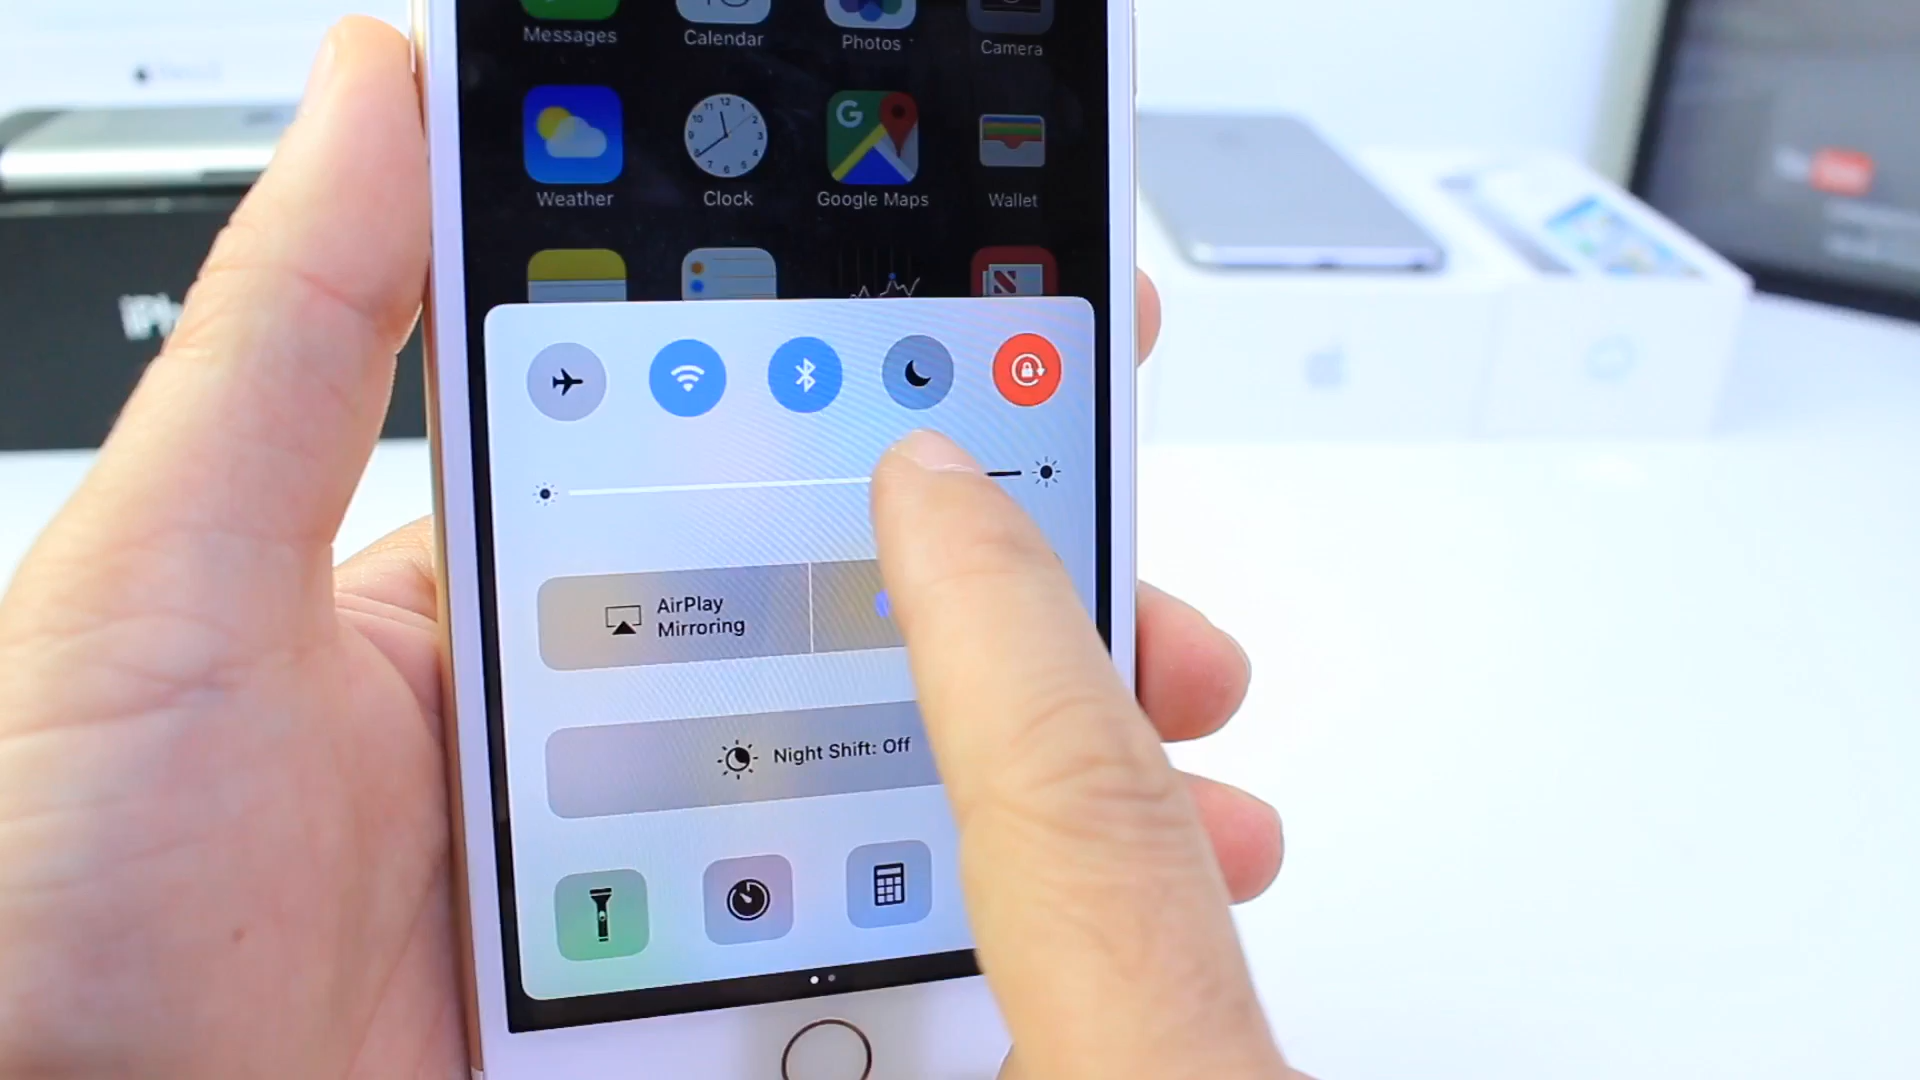 Messages
Calendar
Photos
Camera
Weather
Clock
Google Maps
Wallet
AirPlay
Mirroring
Night Shift: Off